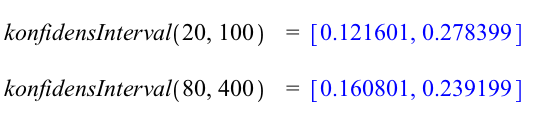 konfidensInterval(20, 100) = [0.121601, 0.278399]
konfidensInterval(80, 400) = [0.160801, 0.239199]